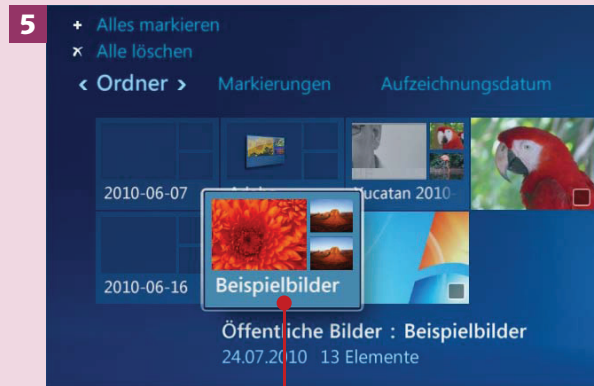 5
+ Alles markieren
× Alle löschen
< Ordner > Markierungen Aufzeichnungsdatum
2010-06-07 Yucatan 2010-
2010-06-16 Beispielbilder
Öffentliche Bilder : Beispielbilder
24.07.2010 13 Elemente